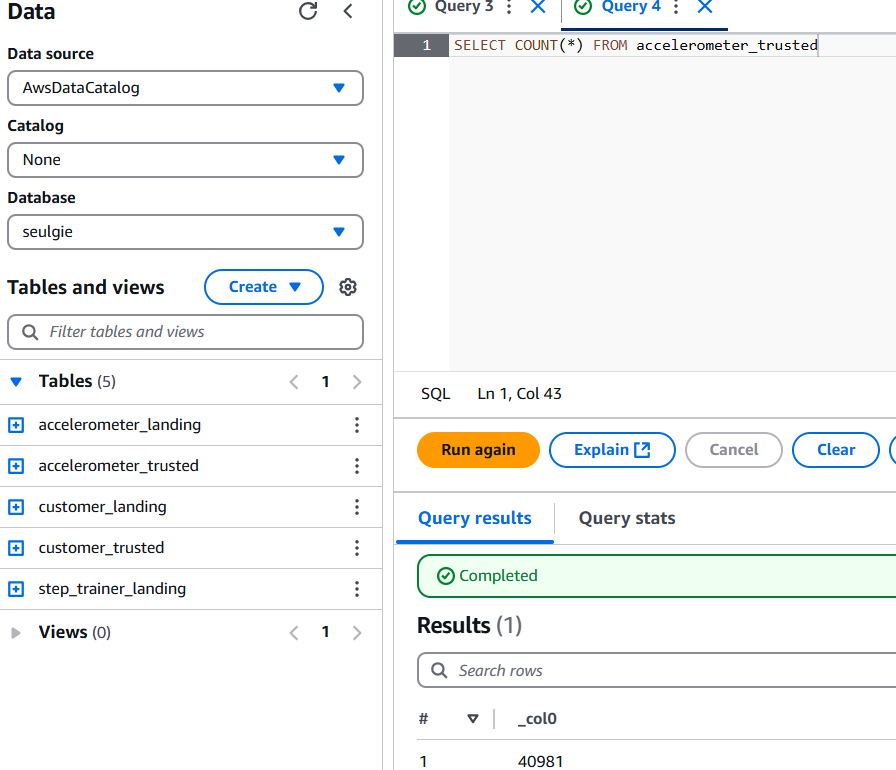 Data
Data source
AwsDataCatalog
Catalog
None
Database
seulgie
Tables and views
Create
Filter tables and views
Tables (5)
1
accelerometer_landing
accelerometer_trusted
customer_landing
customer_trusted
step_trainer_landing
Views (0)
1
Query 3
Query 4
1 SELECT COUNT(*) FROM accelerometer_trusted
SQL Ln 1, Col 43
Run again Explain Cancel Clear
Query results Query stats
Completed
Results (1)
Search rows
# _col0
1 40981